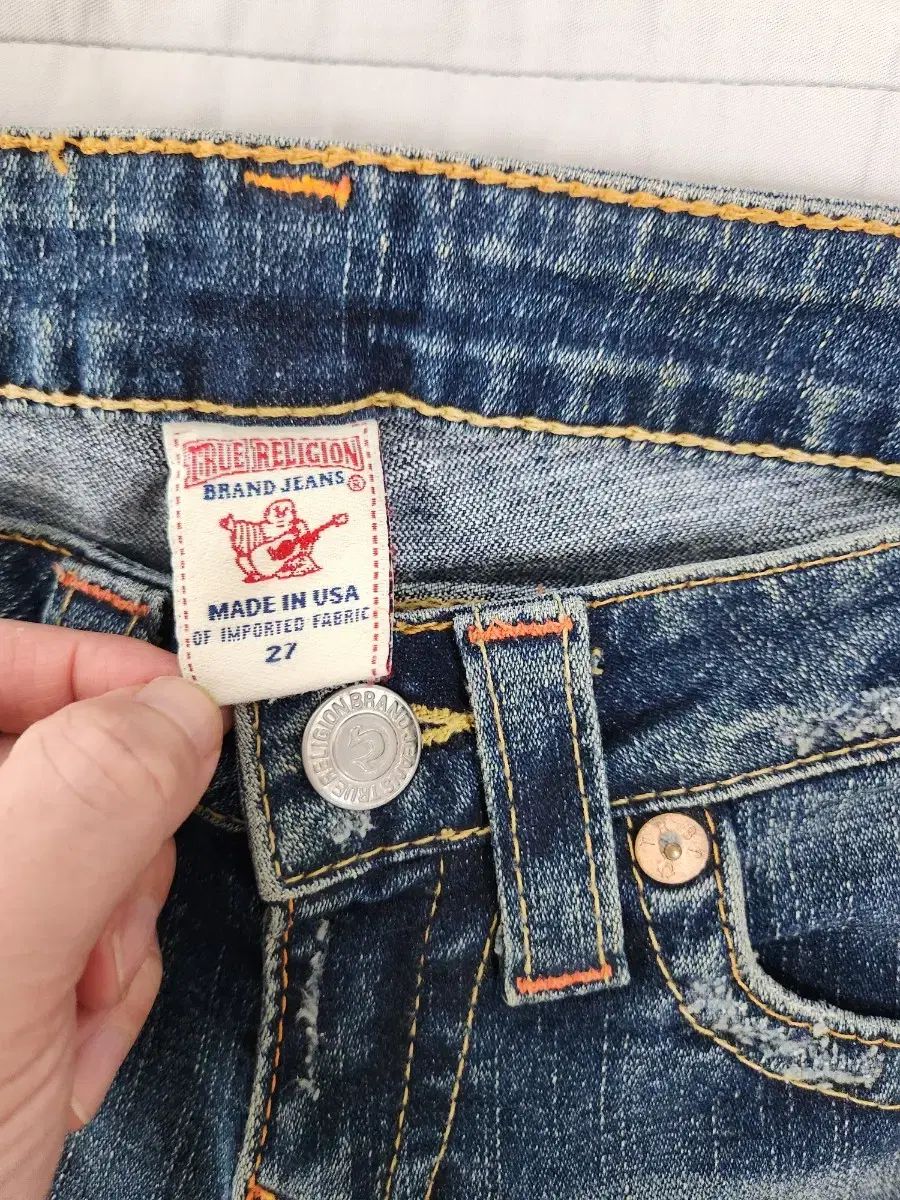 TRUE RELIGION
BRAND JEANS®
MADE IN USA
OF IMPORTED FABRIC
27
TRUE RELIGION BRAND JEANS